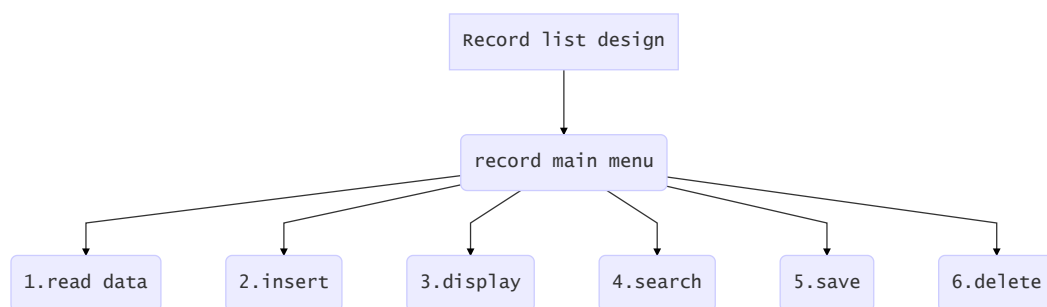 Record list design
record main menu
1.read data
2.insert
3.display
4.search
5.save
6.delete